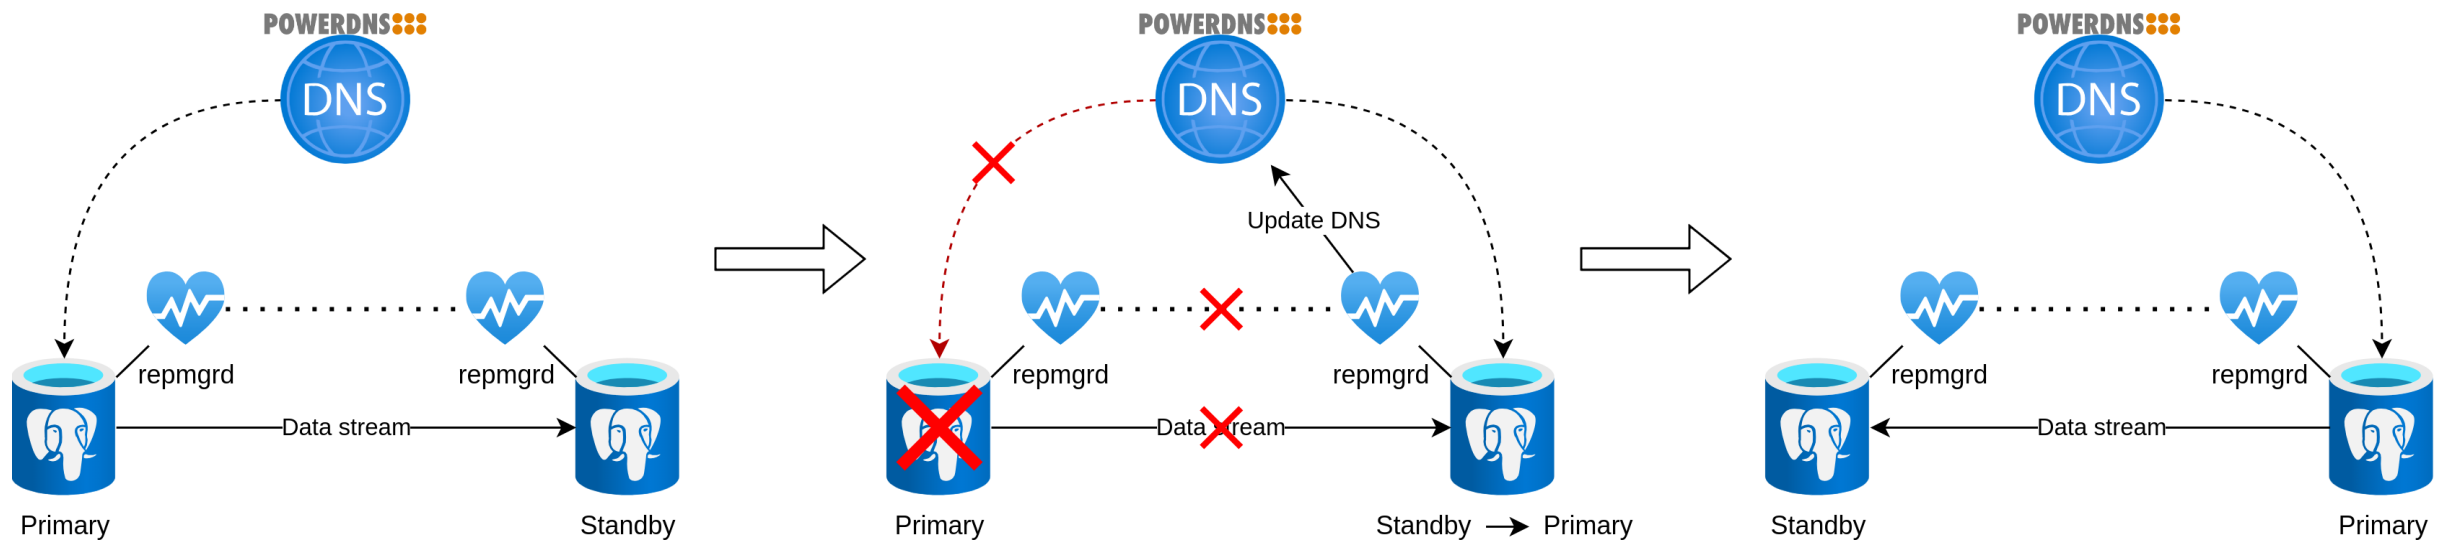 POWERDNS
DNS
repmgrd
repmgrd
Data stream
Primary
Standby
POWERDNS
DNS
Update DNS
repmgrd
repmgrd
Data stream
Primary
Standby
Primary
POWERDNS
DNS
repmgrd
repmgrd
Data stream
Standby
Primary